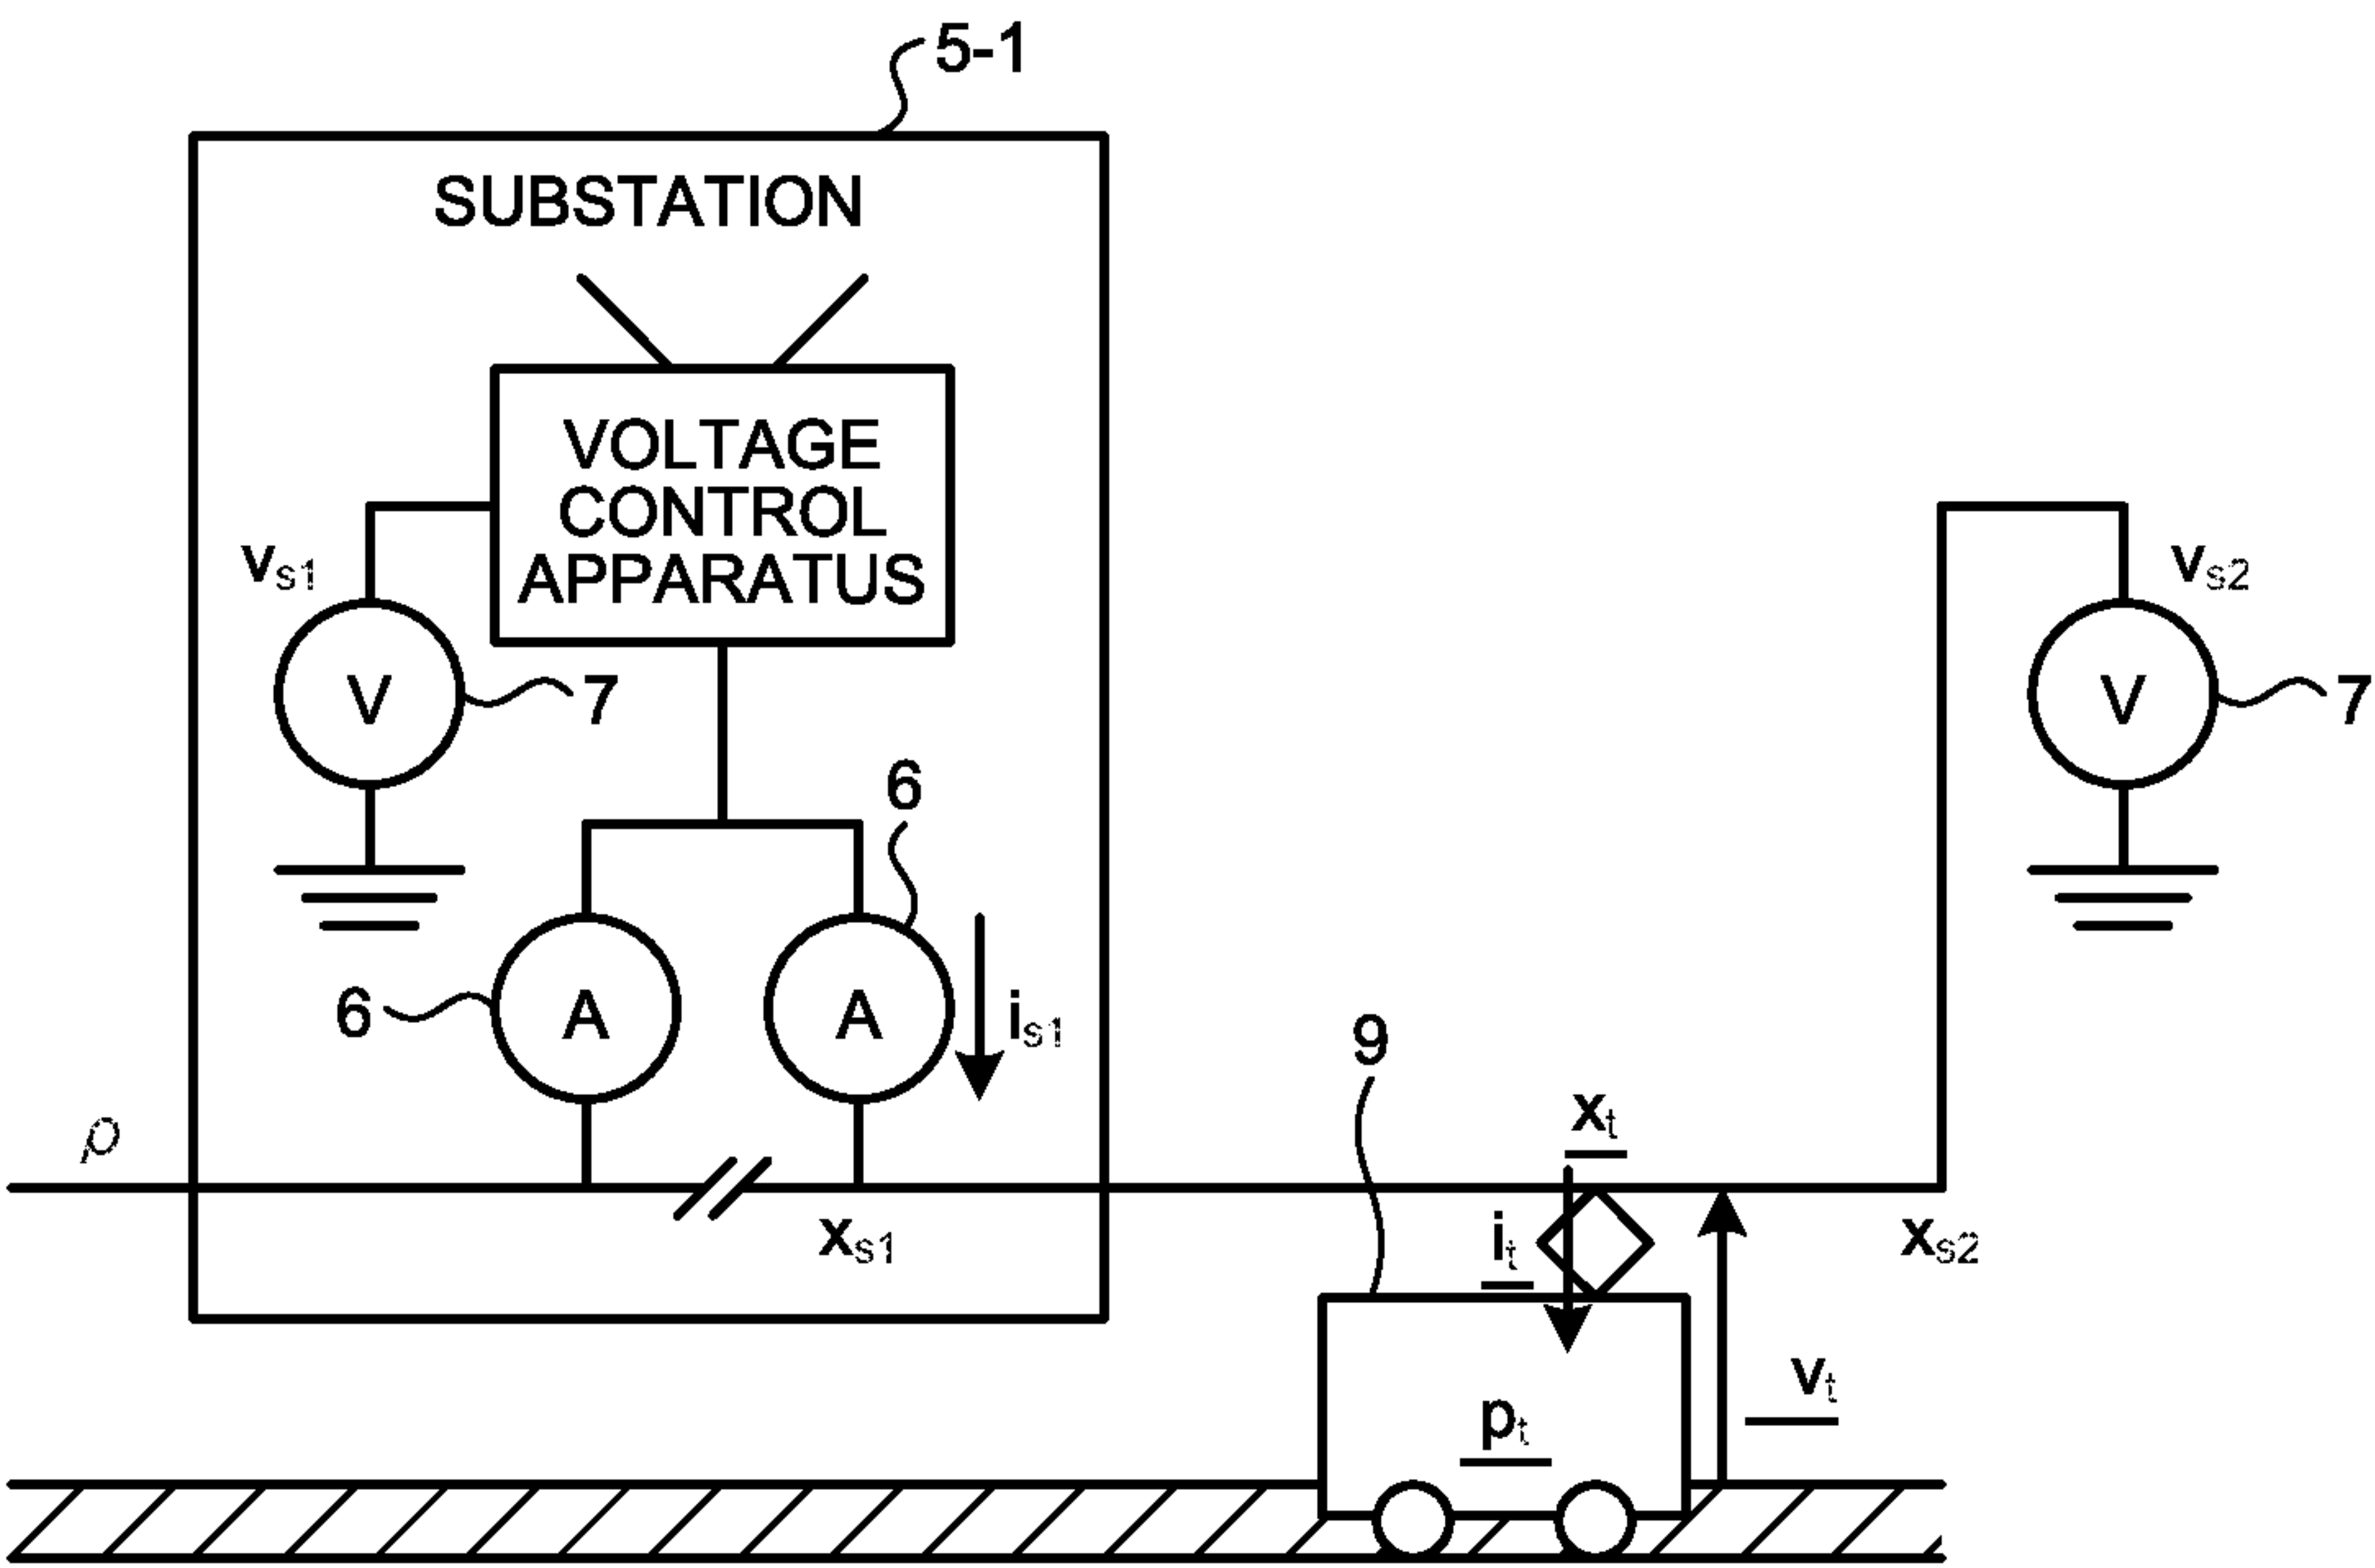 5-1
SUBSTATION
VOLTAGE
CONTROL
APPARATUS
vs1
vs2
V
7
V
7
6
6
A
A
is1
9
xt
ρ
it
xs1
xs2
vt
pt